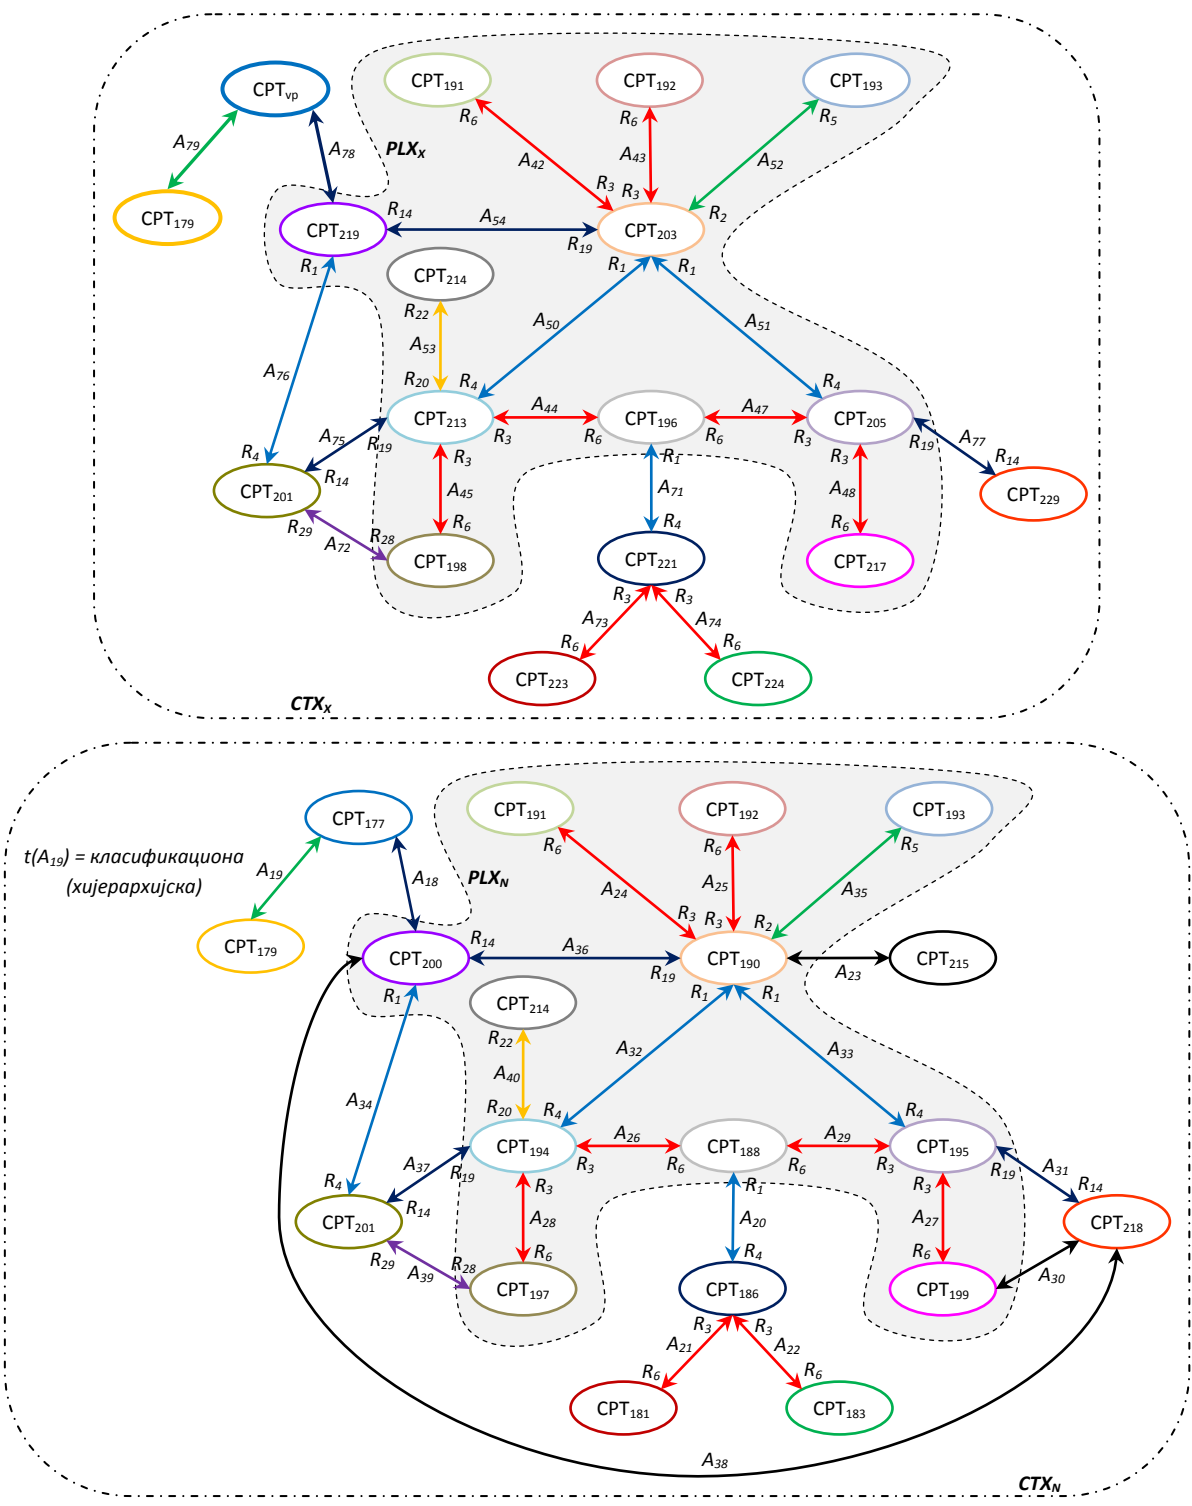 CPT191
CPT192
CPT193
CPTvp
R6
R6
R5
A79
A78
PLXX
A42
A43
A52
CPT179
R14
R3
R3
R2
CPT219
A54
CPT203
R19
R1
R1
R1
CPT214
R22
A50
A51
A53
A76
R20
R4
R4
CPT213
A44
CPT196
A47
CPT205
A75
R19
R3
R6
R6
R3
R19
A77
R4
R14
R3
R1
R3
R14
CPT201
A45
A71
A48
CPT229
R29
A72
R28
R6
R4
R6
CPT198
CPT221
CPT217
R3
R3
A73
A74
R6
R6
CPT223
CPT224
CTXX
CPT177
CPT191
CPT192
CPT193
R6
R6
R5
t(A19) = класификациона
(хијерархијска)
A19
A18
PLXN
A24
A25
A35
R3
R3
R2
CPT179
R14
CPT200
A36
CPT190
A23
CPT215
R19
R1
R1
R1
CPT214
R22
A32
A33
A40
A34
R20
R4
R4
CPT194
A26
CPT188
A29
CPT195
A37
R19
R3
R6
R6
R3
R19
A31
R4
R14
R3
R1
R3
R14
CPT201
A28
A20
A27
CPT218
R29
A39
R28
R6
R4
R6
A30
CPT197
CPT186
CPT199
R3
R3
A21
A22
R6
R6
CPT181
CPT183
A38
CTXN